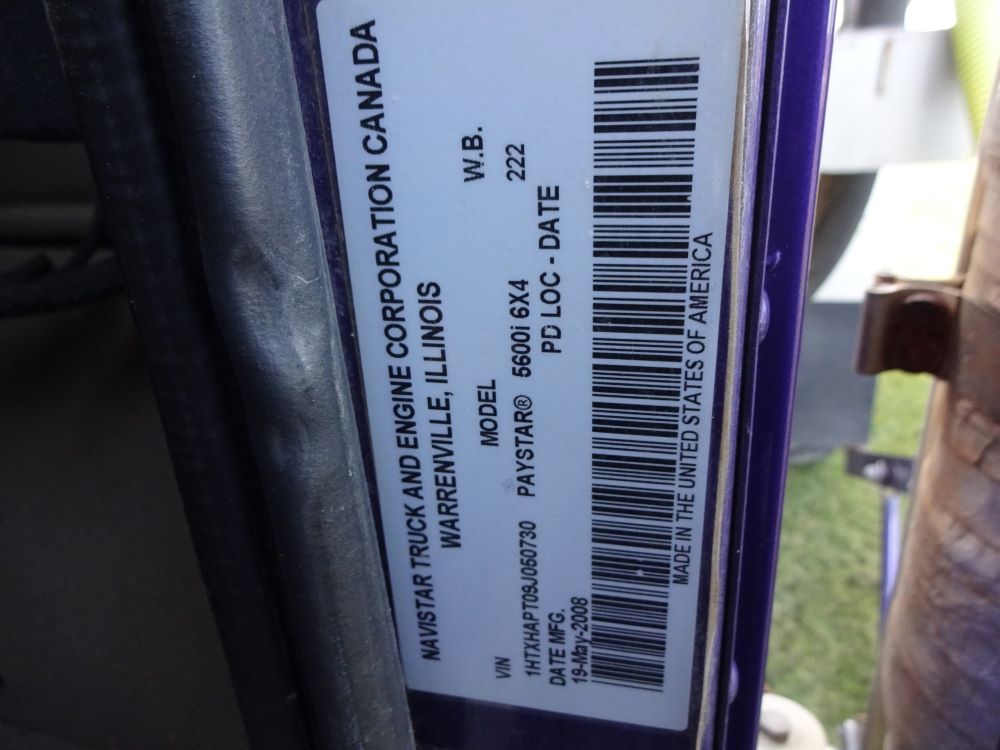 NAVISTAR TRUCK AND ENGINE CORPORATION CANADA
WARRENVILLE, ILLINOIS
VIN MODEL W.B.
1HTXHAPT09J050730 PAYSTAR® 5600i 6X4 222
DATE MFG. PD LOC - DATE
19-May-2008
MADE IN THE UNITED STATES OF AMERICA